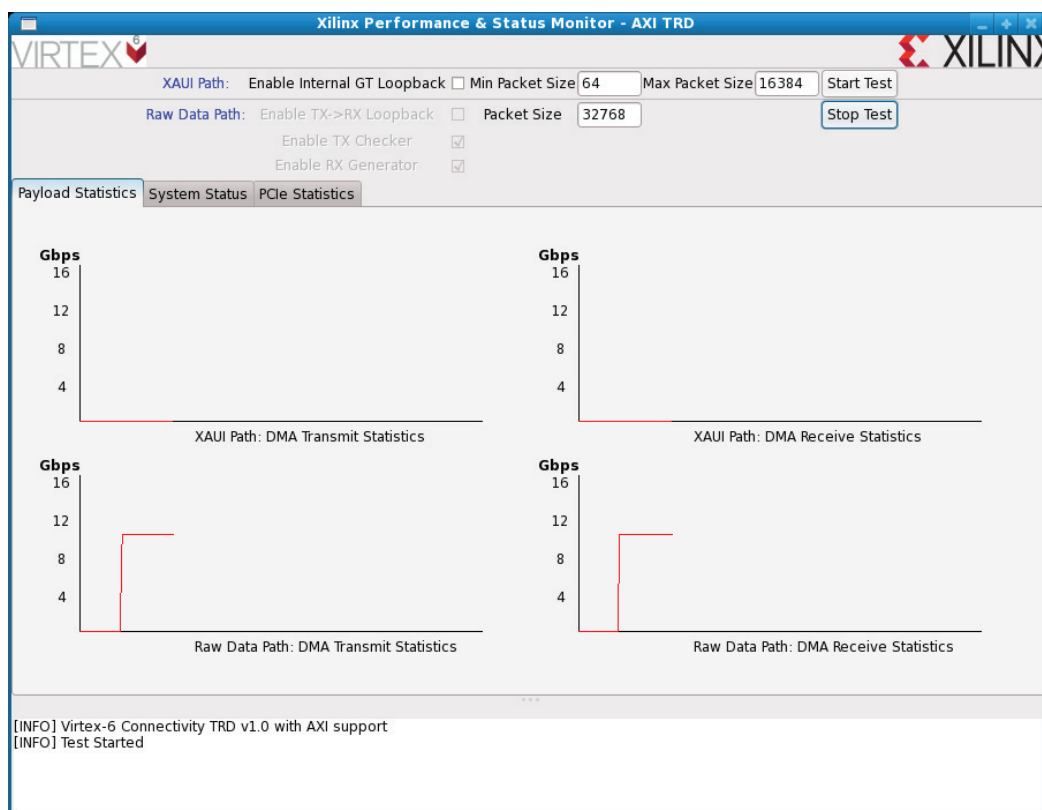 Xilinx Performance & Status Monitor - AXI TRD
VIRTEX 6 XILINX
XAUI Path: Enable Internal GT Loopback Min Packet Size 64 Max Packet Size 16384 Start Test
Raw Data Path: Enable TX->RX Loopback Packet Size 32768 Stop Test
Enable TX Checker
Enable RX Generator
Payload Statistics System Status PCIe Statistics
Gbps
16
12
8
4
XAUI Path: DMA Transmit Statistics
Gbps
16
12
8
4
XAUI Path: DMA Receive Statistics
Gbps
16
12
8
4
Raw Data Path: DMA Transmit Statistics
Gbps
16
12
8
4
Raw Data Path: DMA Receive Statistics
[INFO] Virtex-6 Connectivity TRD v1.0 with AXI support
[INFO] Test Started